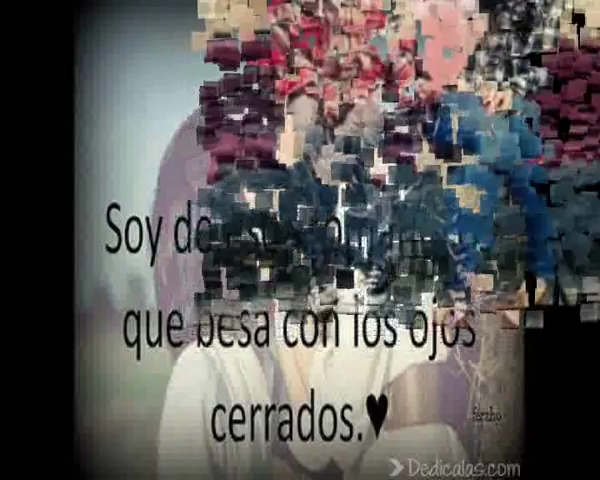 Soy de
que besa con los ojos
cerrados.♥
Dedicalas.com